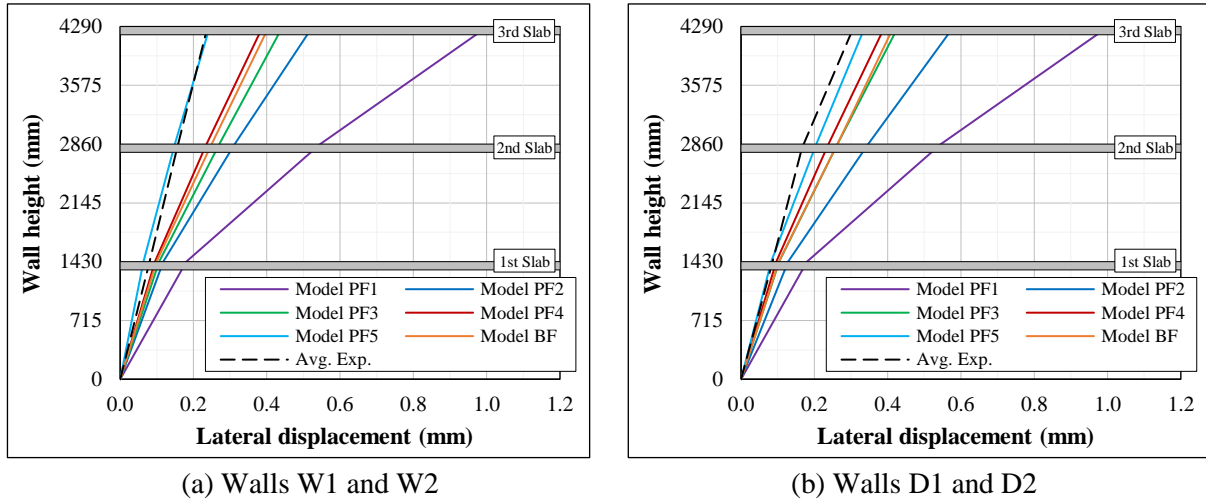 4290
3575
2860
2145
1430
715
0
Wall height (mm)
3rd Slab
2nd Slab
1st Slab
Model PF1 Model PF2
Model PF3 Model PF4
Model PF5 Model BF
Avg. Exp.
0.0 0.2 0.4 0.6 0.8 1.0 1.2
Lateral displacement (mm)
(a) Walls W1 and W2
4290
3575
2860
2145
1430
715
0
Wall height (mm)
3rd Slab
2nd Slab
1st Slab
Model PF1 Model PF2
Model PF3 Model PF4
Model PF5 Model BF
Avg. Exp.
0.0 0.2 0.4 0.6 0.8 1.0 1.2
Lateral displacement (mm)
(b) Walls D1 and D2